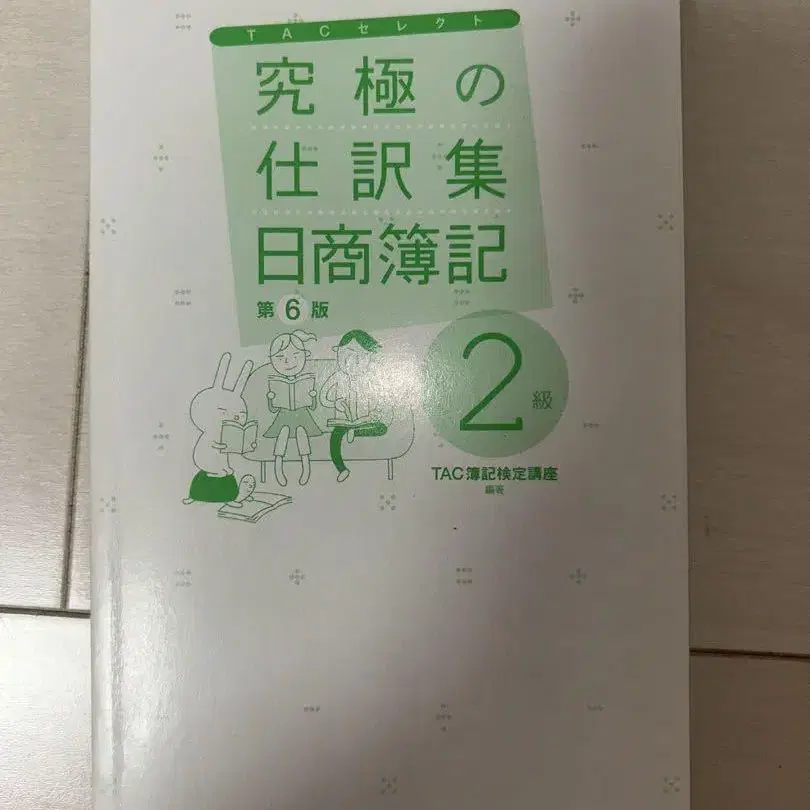 TACセレクト
究極の
仕訳集
日商簿記
第6版
2級
TAC簿記検定講座
編著